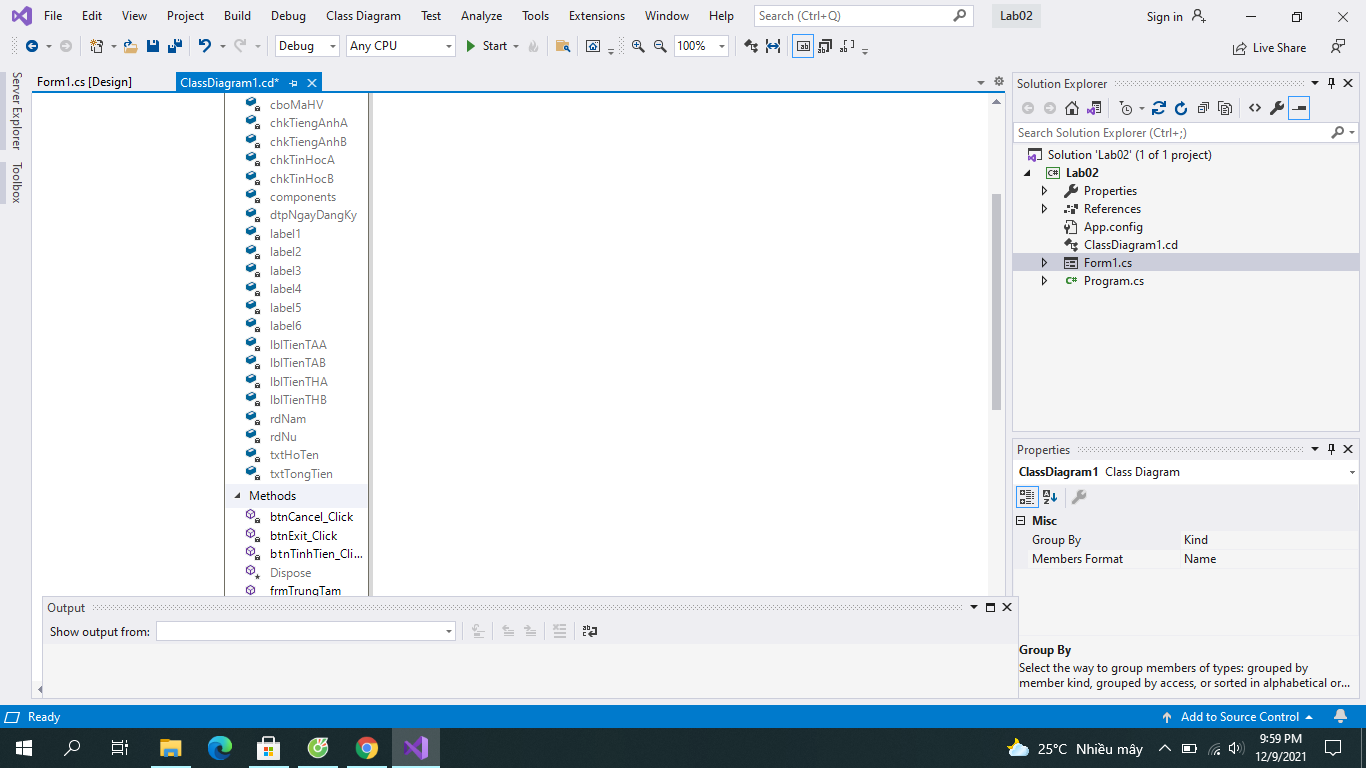 File Edit View Project Build Debug Class Diagram Test Analyze Tools Extensions Window Help Search (Ctrl+Q) Lab02 Sign in
Debug Any CPU Start 100% Live Share
Server Explorer
Toolbox
Form1.cs [Design] ClassDiagram1.cd*
cboMaHV
chkTiengAnhA
chkTiengAnhB
chkTinHocA
chkTinHocB
components
dtpNgayDangKy
label1
label2
label3
label4
label5
label6
lblTienTAA
lblTienTAB
lblTienTHA
lblTienTHB
rdNam
rdNu
txtHoTen
txtTongTien
Methods
btnCancel_Click
btnExit_Click
btnTinhTien_Cli...
Dispose
frmTrungTam
Output
Show output from:
Solution Explorer
Search Solution Explorer (Ctrl+;)
Solution 'Lab02' (1 of 1 project)
Lab02
Properties
References
App.config
ClassDiagram1.cd
Form1.cs
Program.cs
Properties
ClassDiagram1 Class Diagram
Misc
Group By Kind
Members Format Name
Group By
Select the way to group members of types: grouped by
member kind, grouped by access, or sorted in alphabetical or...
Ready Add to Source Control
25°C Nhiều mây 9:59 PM
12/9/2021